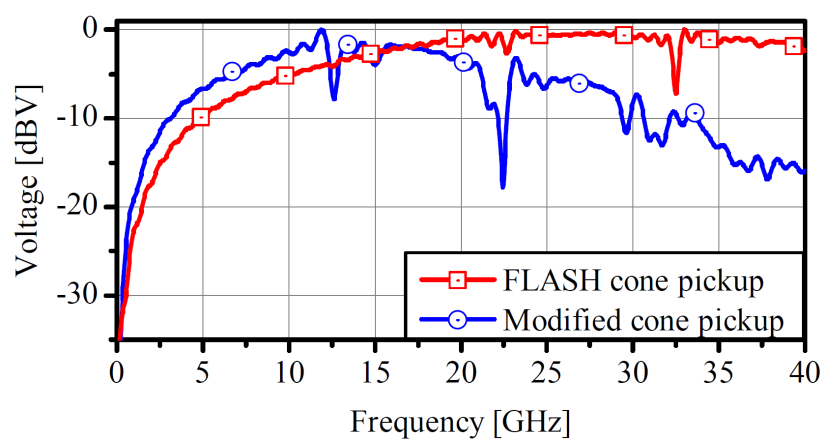 0
-10
-20
-30
Voltage [dBV]
FLASH cone pickup
Modified cone pickup
0 5 10 15 20 25 30 35 40
Frequency [GHz]